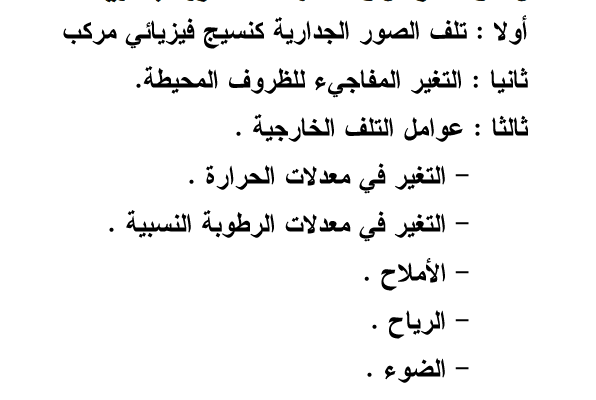 أولا : تلف الصور الجدارية كنسيج فيزيائي مركب
ثانيا : التغير المفاجيء للظروف المحيطة.
ثالثا : عوامل التلف الخارجية .
– التغير في معدلات الحرارة .
– التغير في معدلات الرطوبة النسبية .
– الأملاح .
– الرياح .
– الضوء .